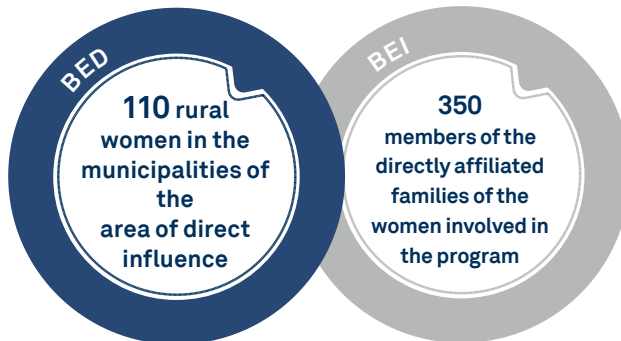 BED
110 rural
women in the
municipalities of
the
area of direct
influence
BEI
350
members of the
directly affiliated
families of the
women involved in
the program